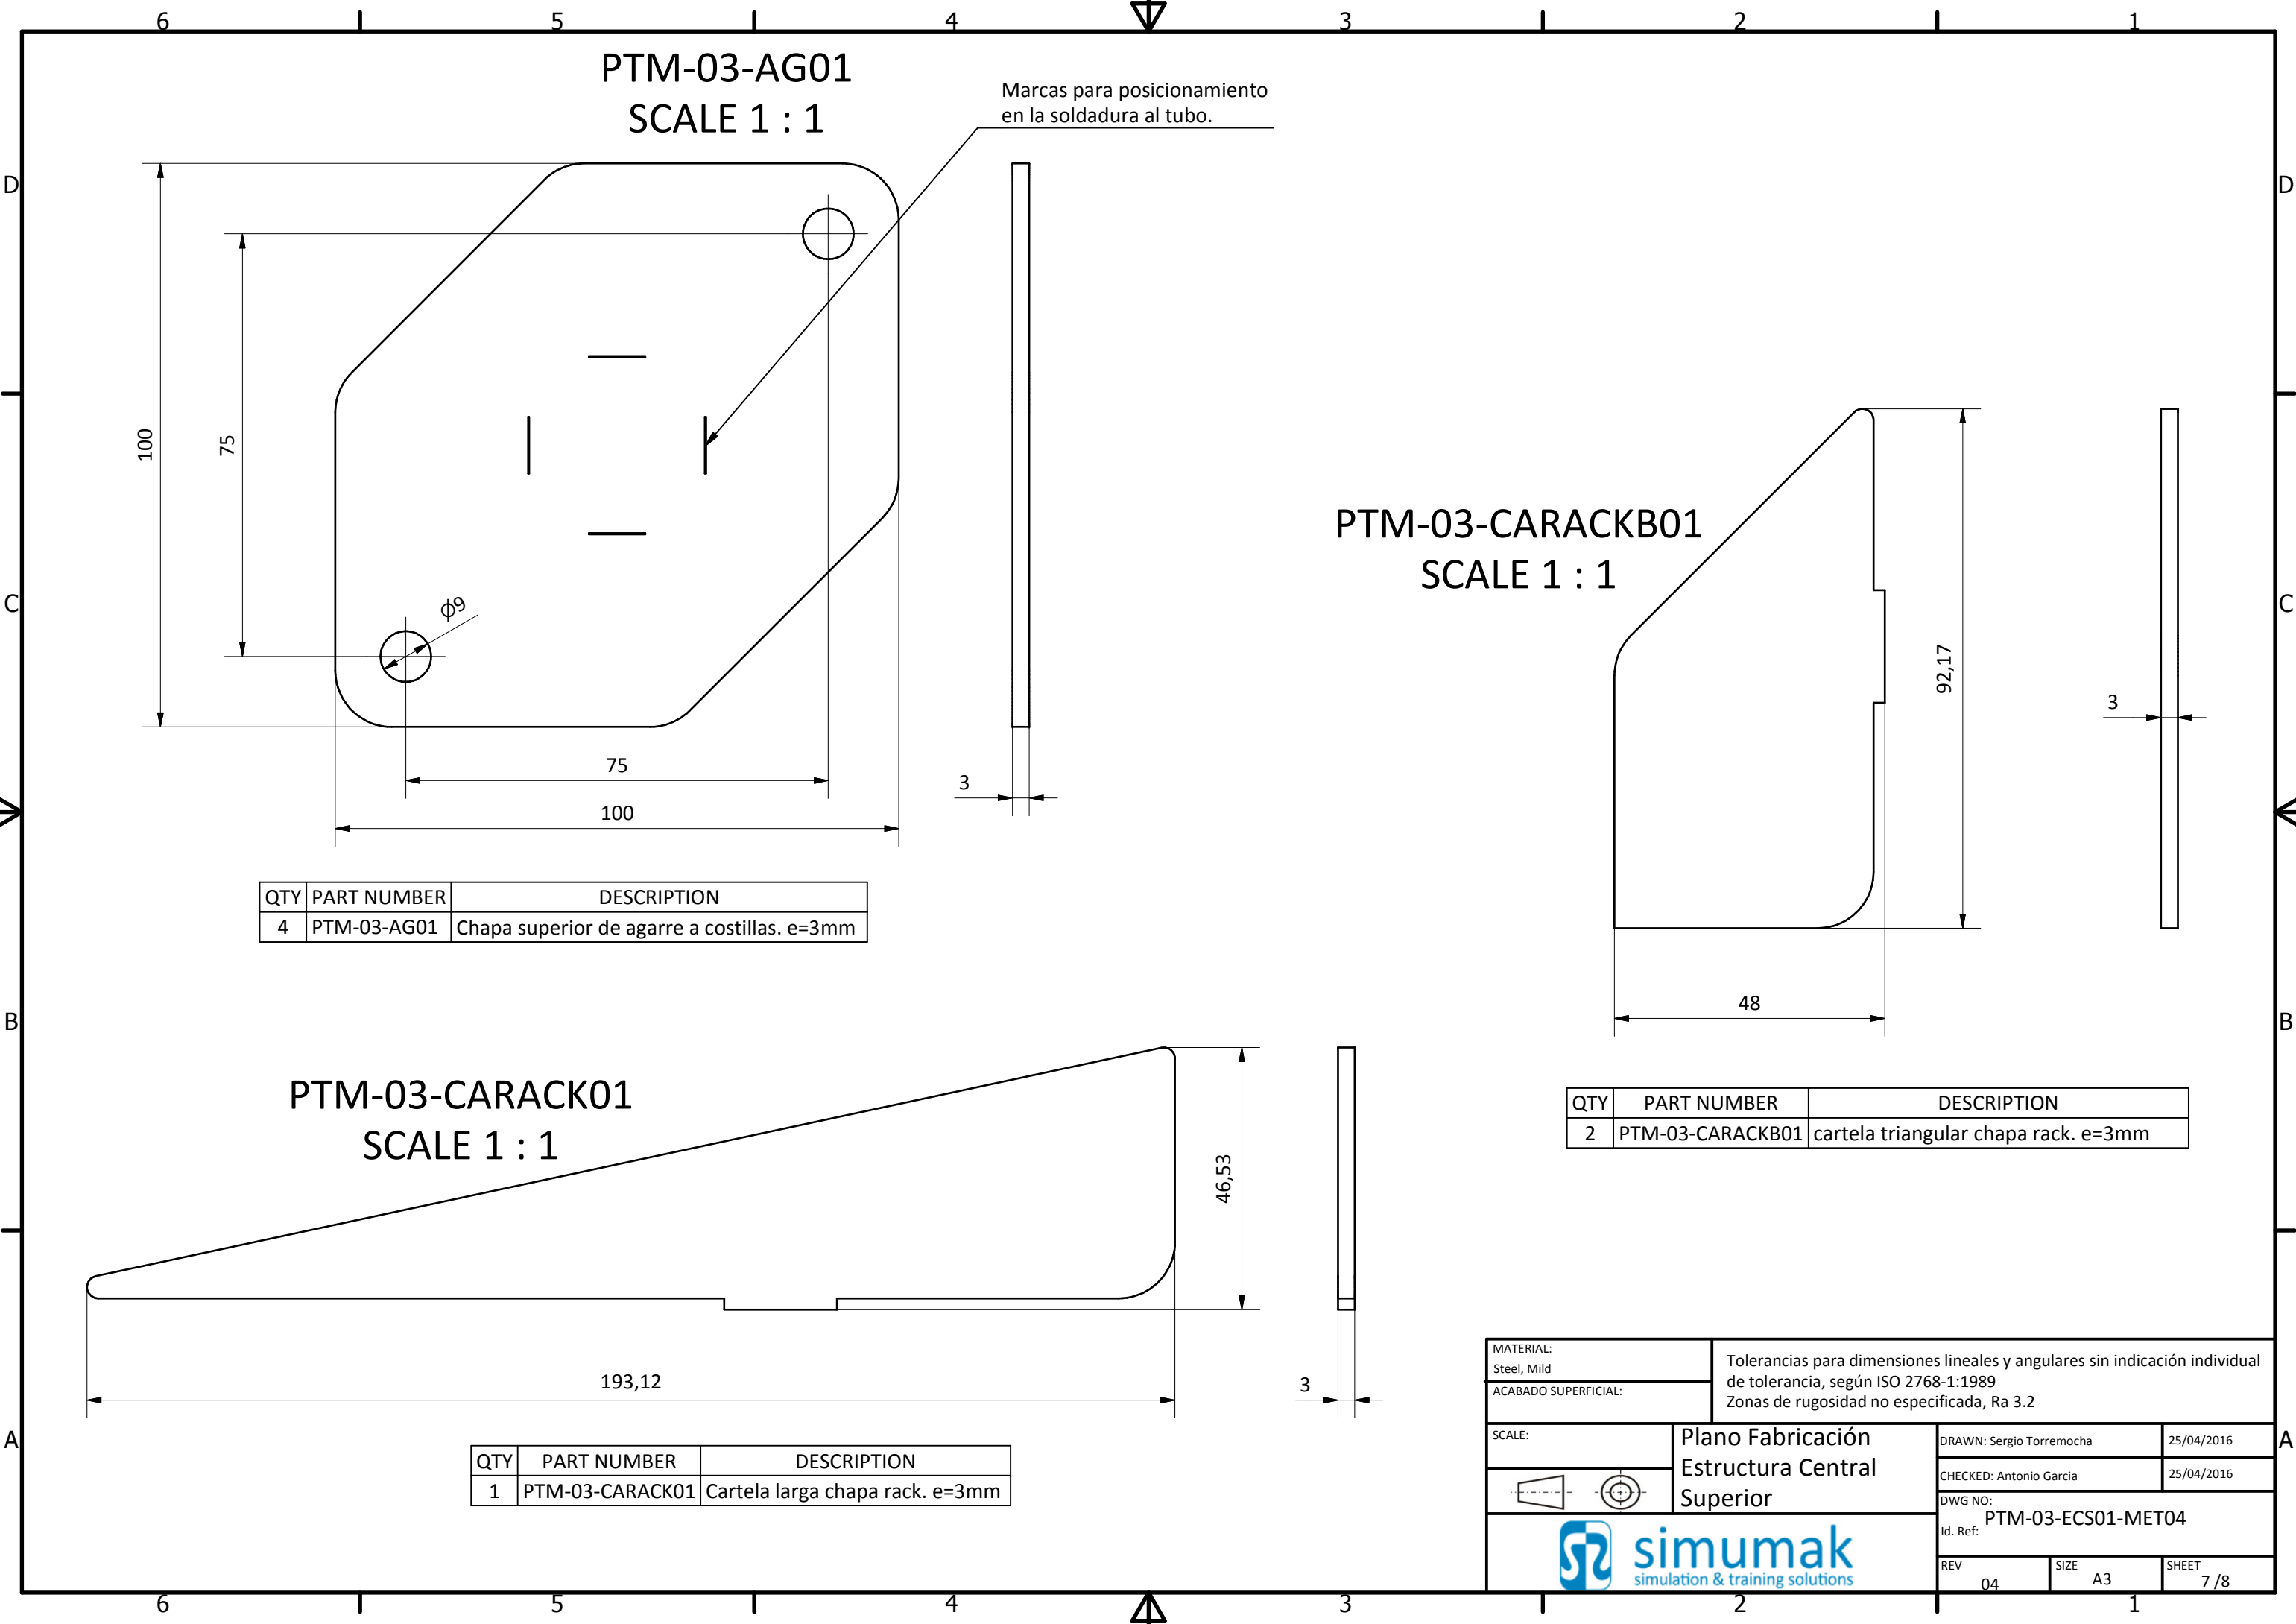 6 5 4 3 2 1
PTM-03-AG01
SCALE 1 : 1
Marcas para posicionamiento
en la soldadura al tubo.
D D
100
75
Φ9
75
100
3
C C
PTM-03-CARACKB01
SCALE 1 : 1
92,17
3
48
QTY PART NUMBER DESCRIPTION
4 PTM-03-AG01 Chapa superior de agarre a costillas. e=3mm
B B
QTY PART NUMBER DESCRIPTION
2 PTM-03-CARACKB01 cartela triangular chapa rack. e=3mm
PTM-03-CARACK01
SCALE 1 : 1
46,53
193,12
3
A A
QTY PART NUMBER DESCRIPTION
1 PTM-03-CARACK01 Cartela larga chapa rack. e=3mm
MATERIAL:
Steel, Mild
ACABADO SUPERFICIAL:
Tolerancias para dimensiones lineales y angulares sin indicación individual
de tolerancia, según ISO 2768-1:1989
Zonas de rugosidad no especificada, Ra 3.2
SCALE:
Plano Fabricación
Estructura Central
Superior
DRAWN: Sergio Torremocha 25/04/2016
CHECKED: Antonio Garcia 25/04/2016
DWG NO:
PTM-03-ECS01-MET04
Id. Ref:
REV 04
SIZE A3
SHEET 7 /8
simumak
simulation & training solutions
6 5 4 3 2 1